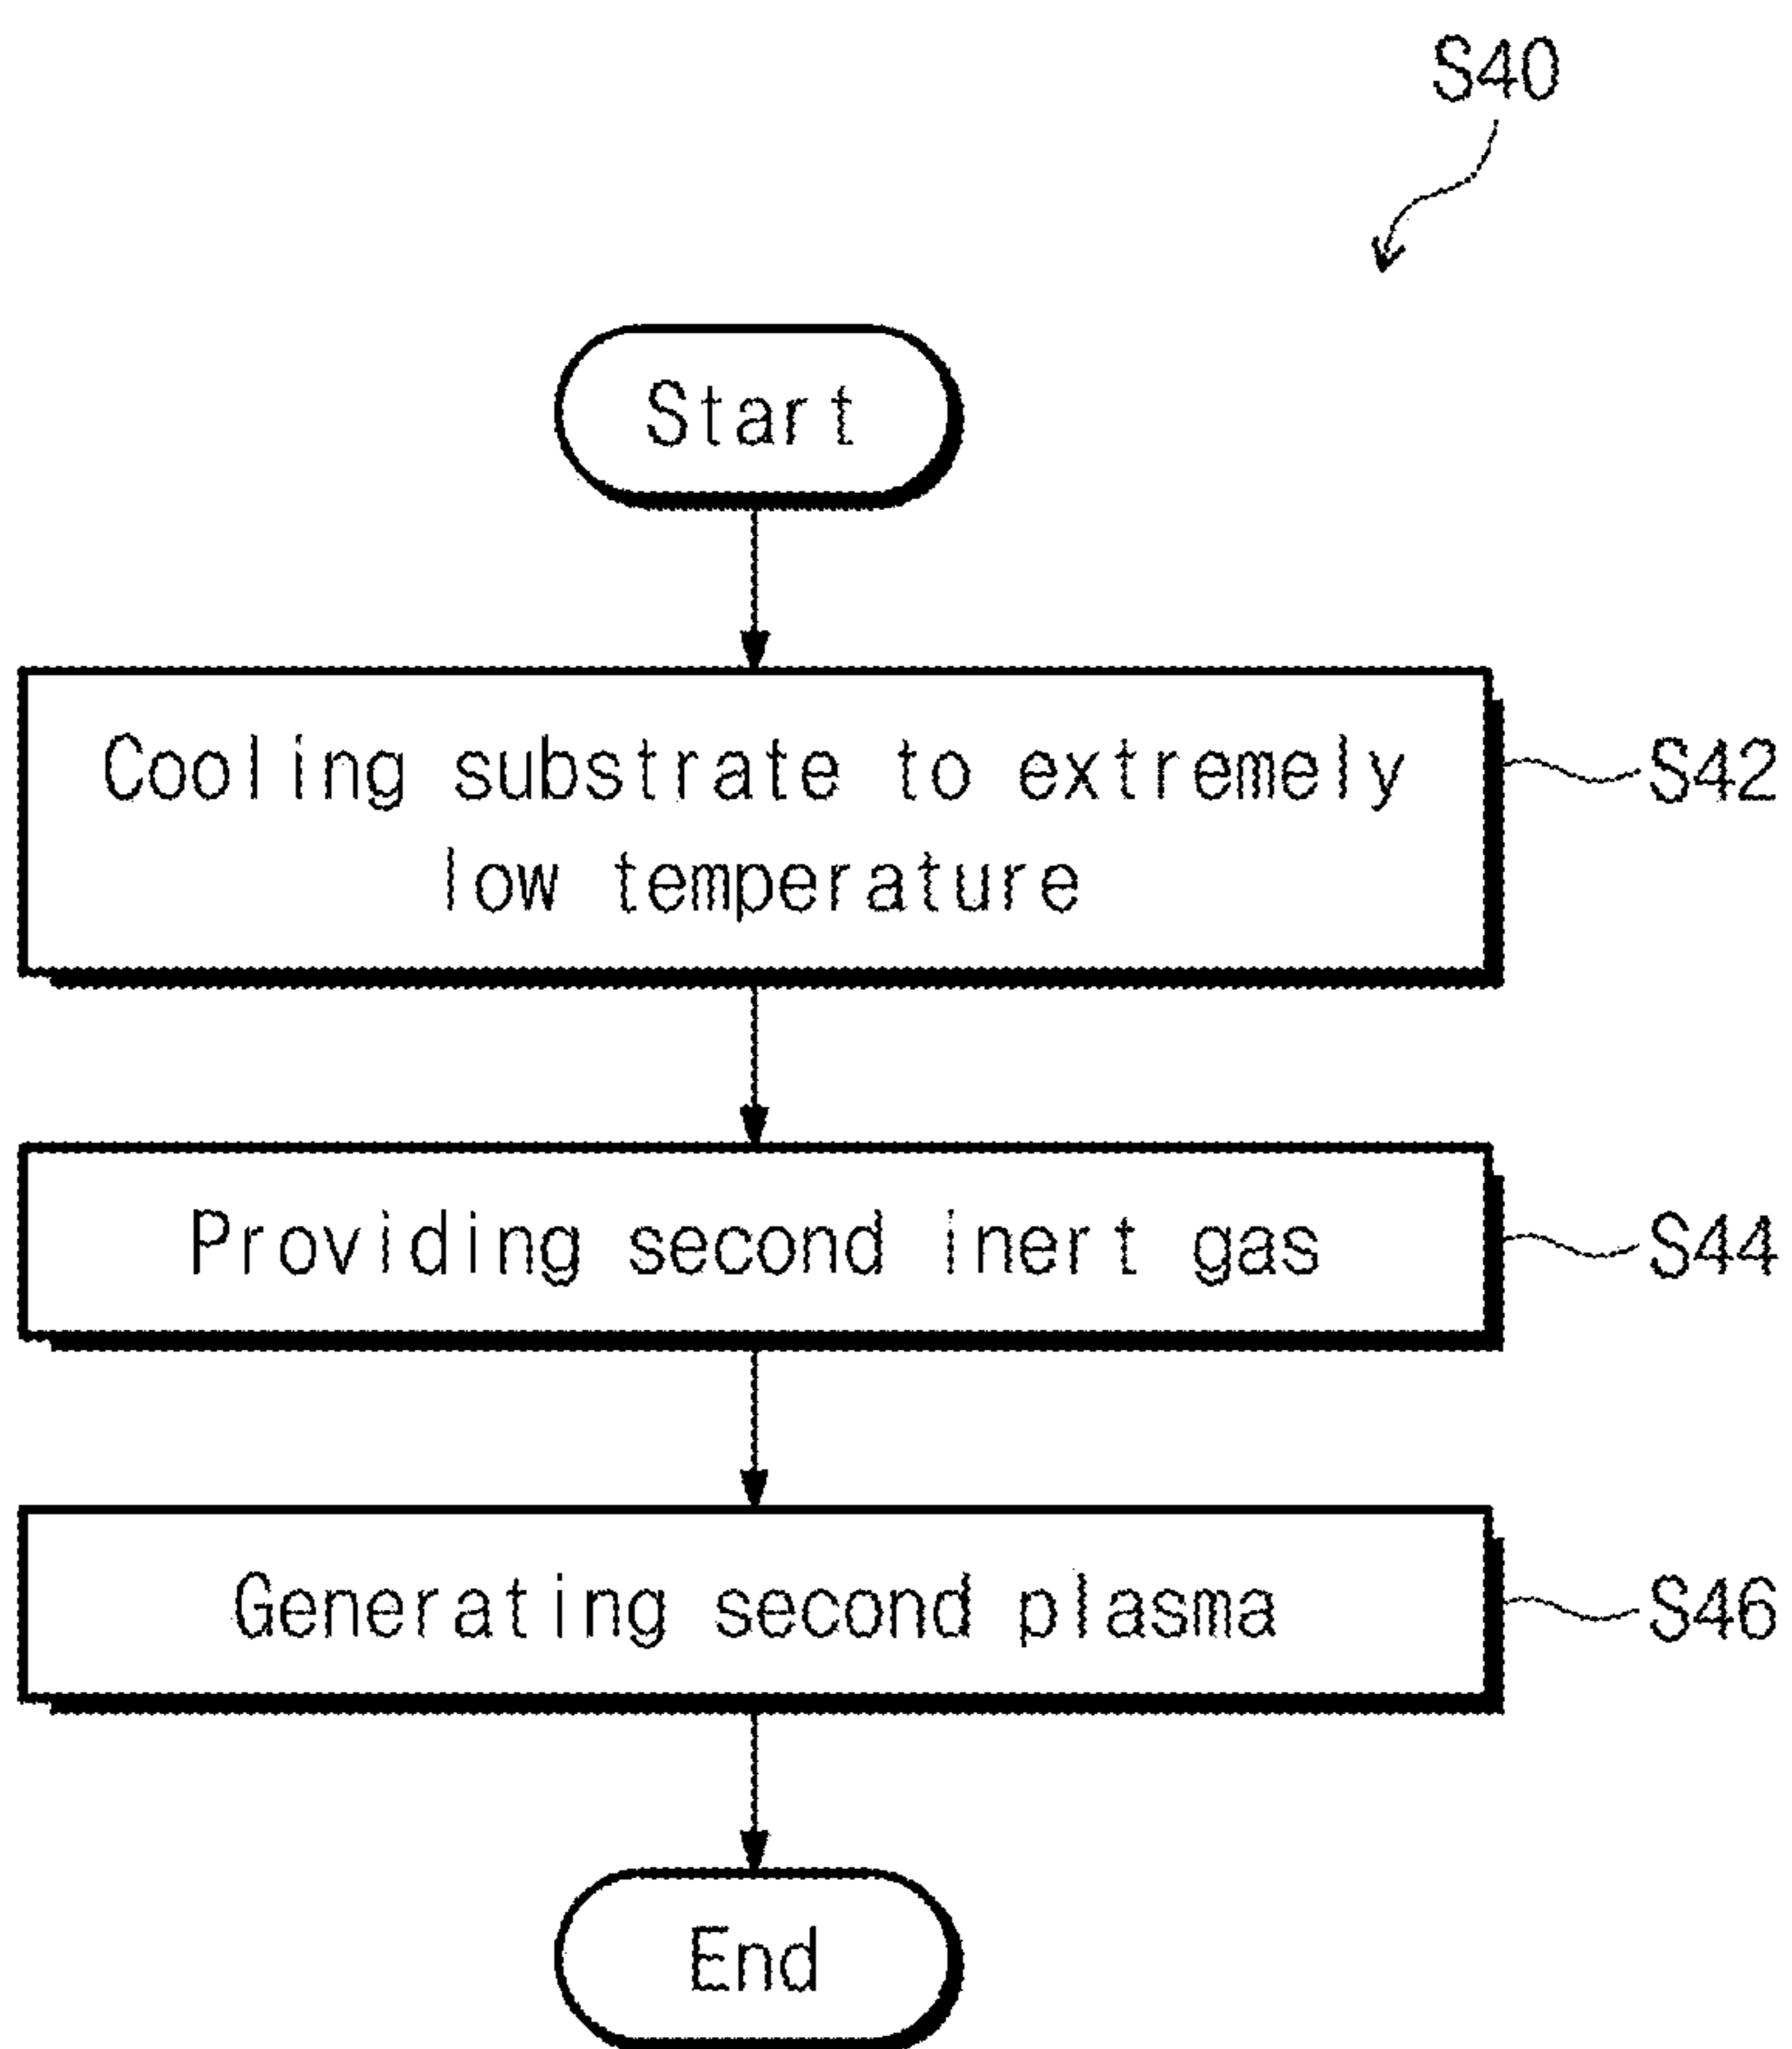 S40
Start
Cooling substrate to extremely
low temperature
S42
Providing second inert gas
S44
Generating second plasma
S46
End